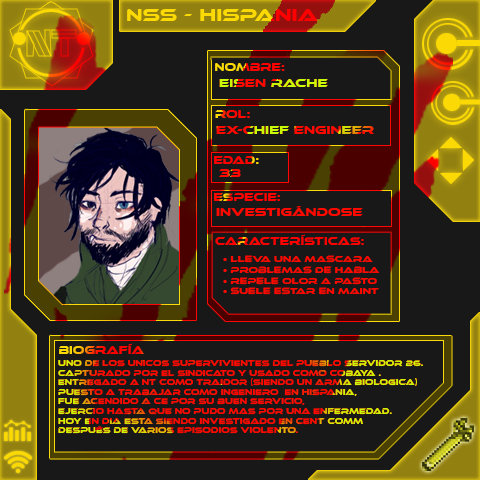 NSS - HISPANIA
NT
NOMBRE:
EISEN RACHE
ROL:
EX-CHIEF ENGINEER
EDAD:
33
ESPECIE:
INVESTIGÁNDOSE
CARACTERÍSTICAS:
• LLEVA UNA MASCARA
• PROBLEMAS DE HABLA
• REPELE OLOR A PASTO
• SUELE ESTAR EN MAINT
BIOGRAFÍA
UNO DE LOS UNICOS SUPERVIVIENTES DEL PUEBLO SERVIDOR 26.
CAPTURADO POR EL SINDICATO Y USADO COMO COBAYA .
ENTREGADO A NT COMO TRAIDOR (SIENDO UN ARMA BIOLOGICA)
PUESTO A TRABAJAR COMO INGENIERO EN HISPANIA,
FUE ACENDIDO A CE POR SU BUEN SERVICIO,
EJERCIO HASTA QUE NO PUDO MAS POR UNA ENFERMEDAD.
HOY EN DIA ESTA SIENDO INVESTIGADO EN CENT COMM
DESPUES DE VARIOS EPISODIOS VIOLENTO.